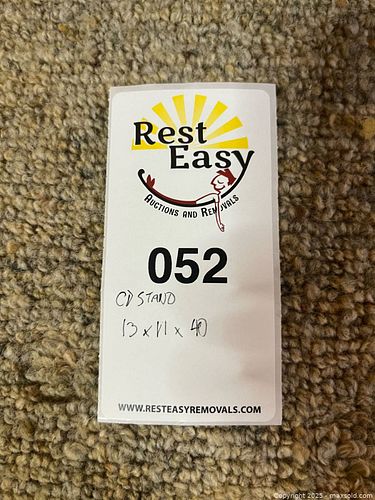 Rest
Easy
AUCTIONS AND REMOVALS
052
CD STAND
13 x 11 x 40
WWW.RESTEASYREMOVALS.COM
Copyright 2025 - maxsold.com